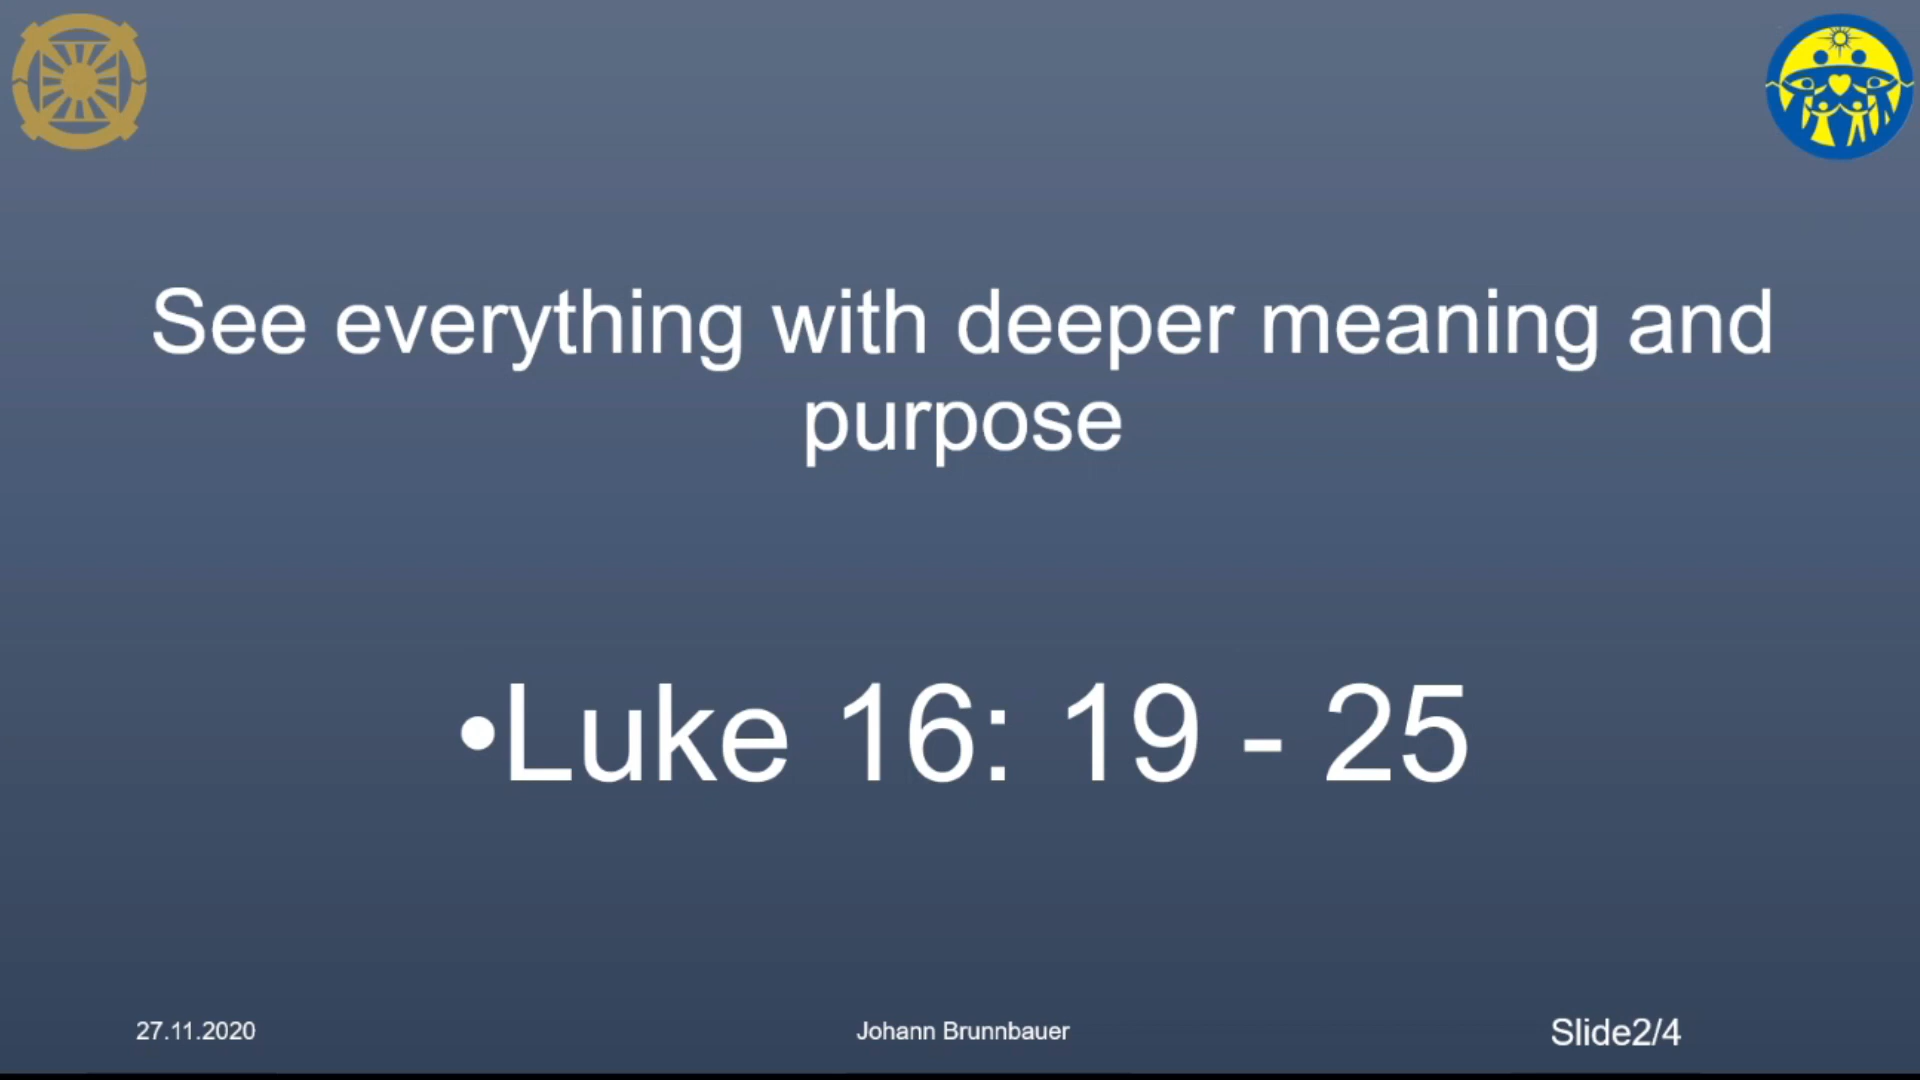 See everything with deeper meaning and
purpose
•Luke 16: 19 - 25
27.11.2020
Johann Brunnbauer
Slide2/4